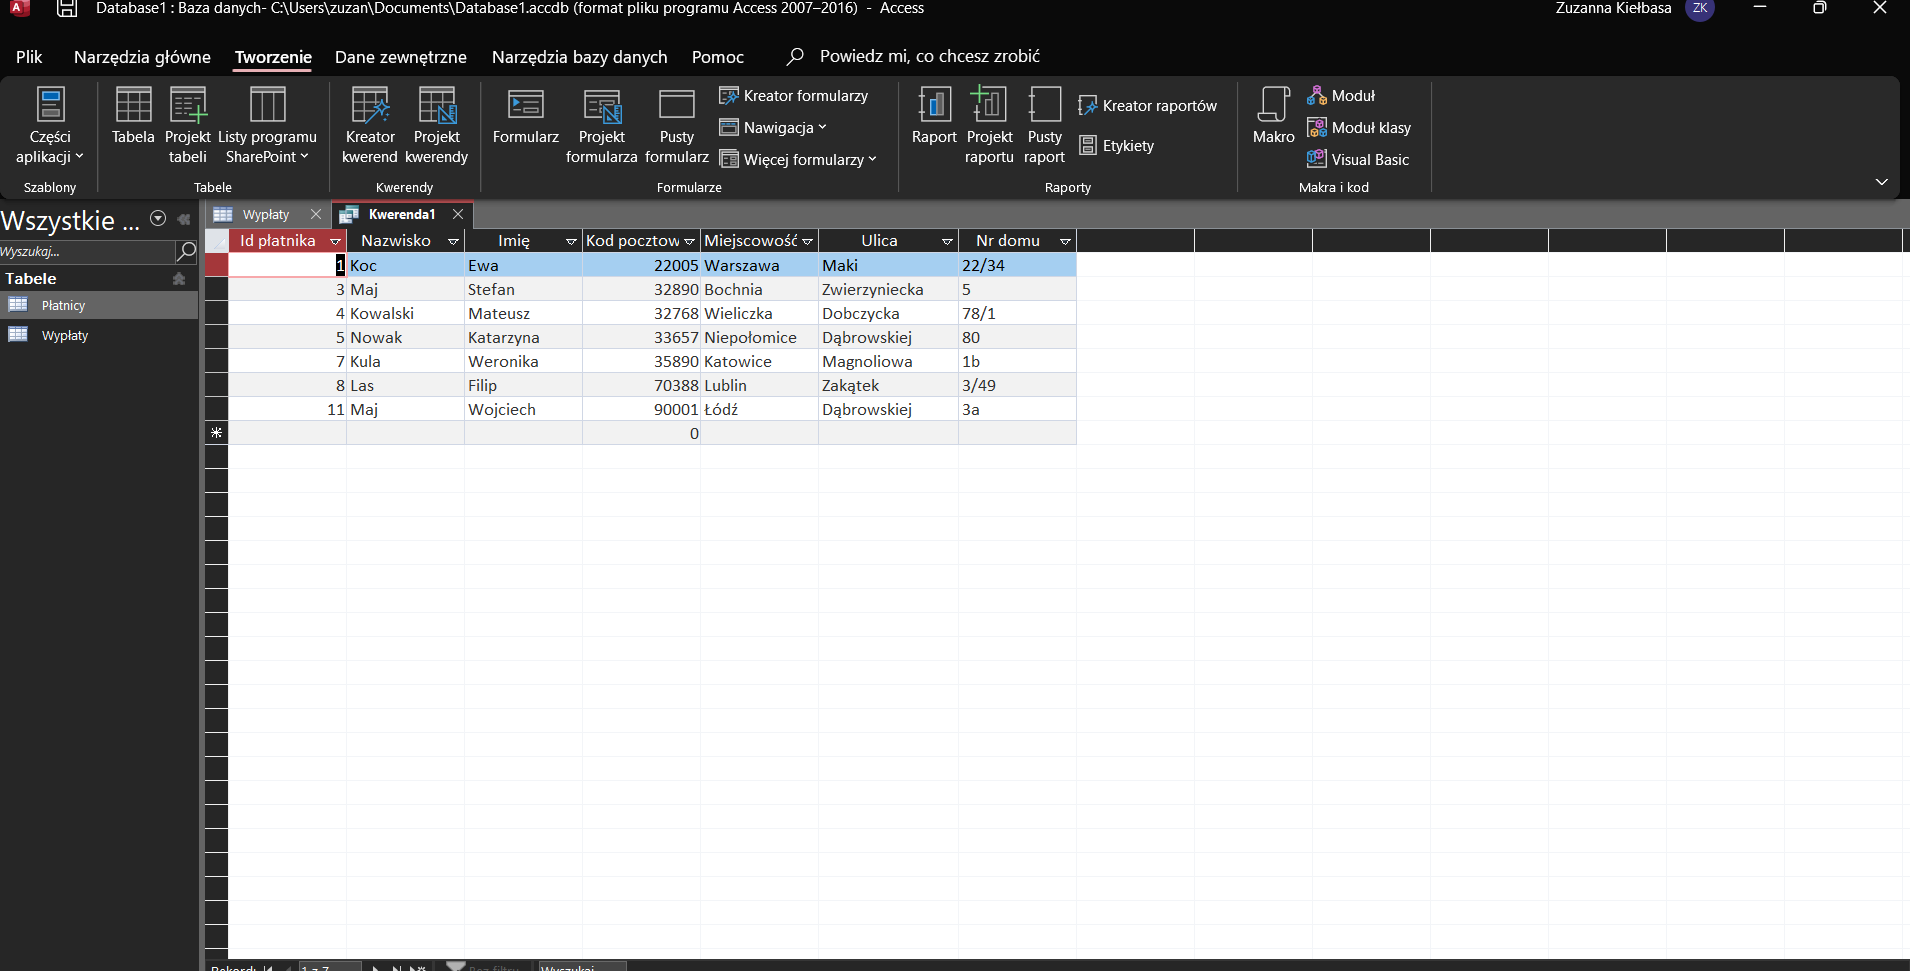 Database1 : Baza danych- C:\Users\zuzan\Documents\Database1.accdb (format pliku programu Access 2007–2016) - Access
Zuzanna Kiełbasa ZK
Plik Narzędzia główne Tworzenie Dane zewnętrzne Narzędzia bazy danych Pomoc Powiedz mi, co chcesz zrobić
Części aplikacji
Szablony
Tabela
Projekt tabeli
Listy programu SharePoint
Tabele
Kreator kwerend
Projekt kwerendy
Kwerendy
Formularz
Projekt formularza
Pusty formularz
Kreator formularzy
Nawigacja
Więcej formularzy
Formularze
Raport
Projekt raportu
Pusty raport
Kreator raportów
Etykiety
Raporty
Makro
Moduł
Moduł klasy
Visual Basic
Makra i kod
Wszystkie ...
Wyszukaj...
Tabele
Płatnicy
Wypłaty
Wypłaty Kwerenda1
Id płatnika Nazwisko Imię Kod pocztow Miejscowość Ulica Nr domu
1 Koc Ewa 22005 Warszawa Maki 22/34
3 Maj Stefan 32890 Bochnia Zwierzyniecka 5
4 Kowalski Mateusz 32768 Wieliczka Dobczycka 78/1
5 Nowak Katarzyna 33657 Niepołomice Dąbrowskiej 80
7 Kula Weronika 35890 Katowice Magnoliowa 1b
8 Las Filip 70388 Lublin Zakątek 3/49
11 Maj Wojciech 90001 Łódź Dąbrowskiej 3a
0
Rekord: 1 z 7 Bez filtru Wyszukaj